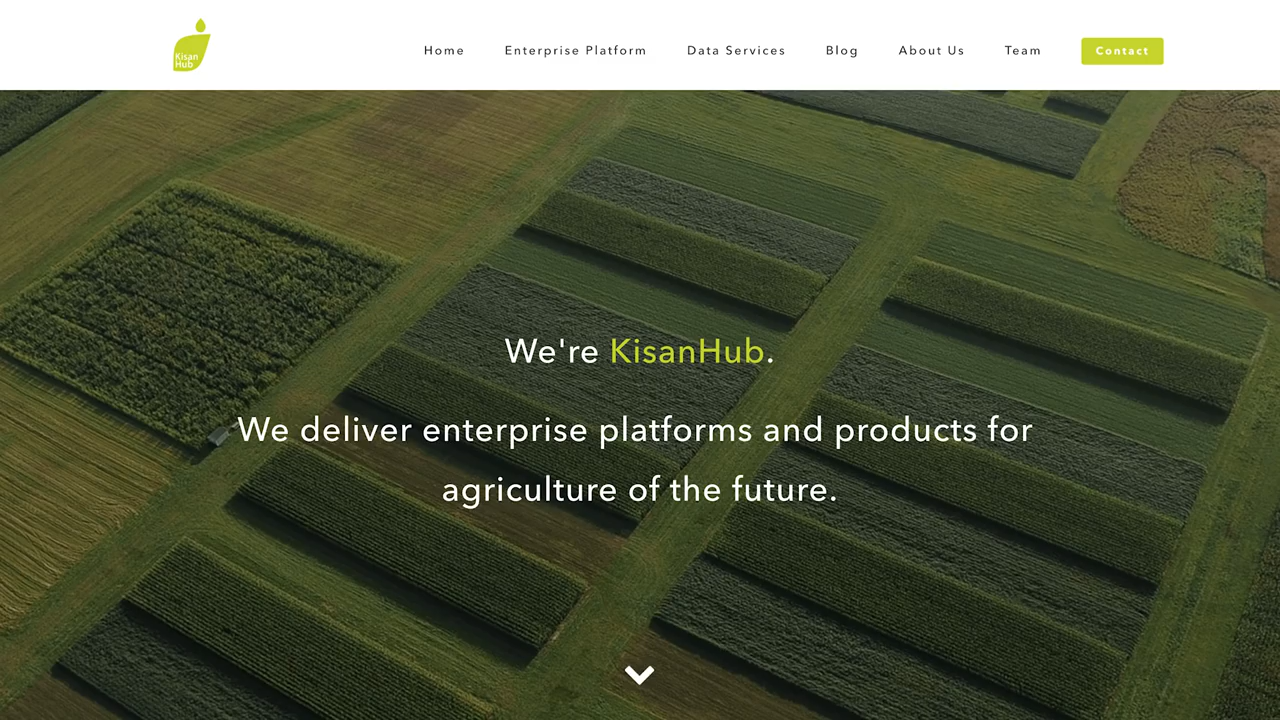 Kisan
Hub
Home Enterprise Platform Data Services Blog About Us Team Contact
We're KisanHub.
We deliver enterprise platforms and products for
agriculture of the future.